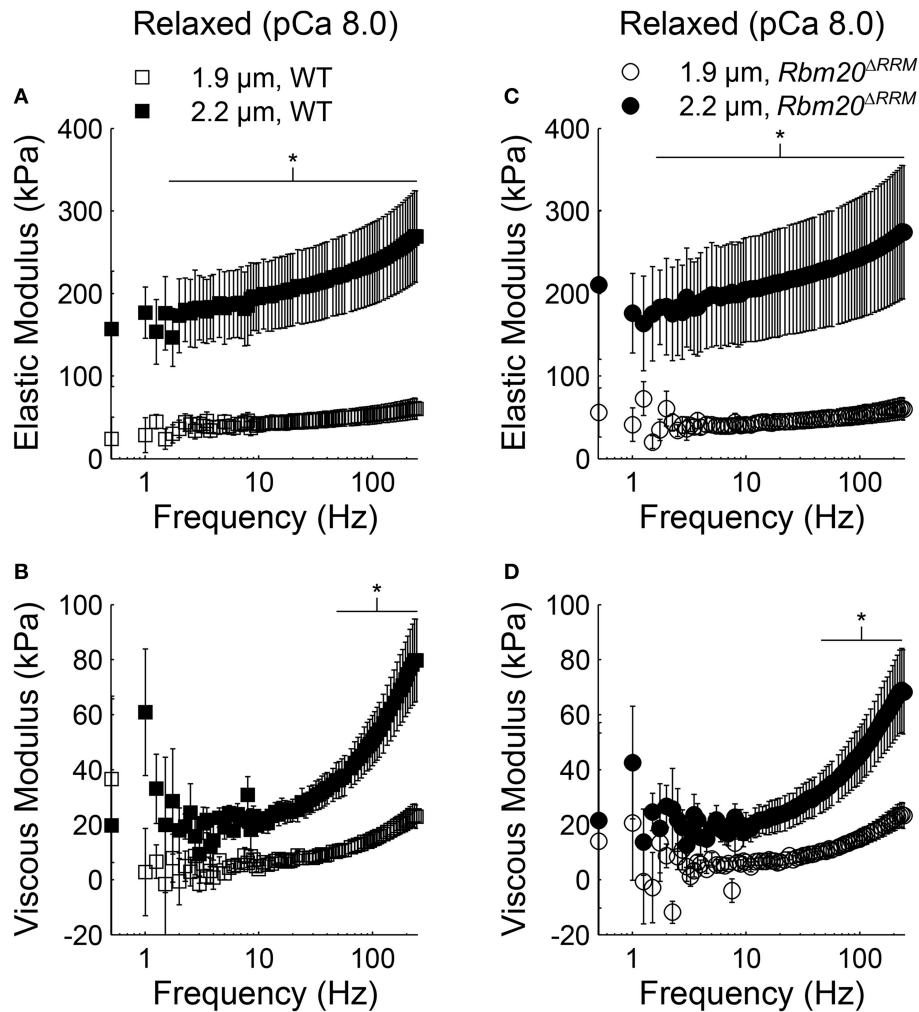 Relaxed (pCa 8.0)
1.9 µm, WT
2.2 µm, WT
A
400
300
200
100
0
Elastic Modulus (kPa)
*
1
10
100
Frequency (Hz)
Relaxed (pCa 8.0)
1.9 µm, Rbm20ΔRRM
2.2 µm, Rbm20ΔRRM
C
400
300
200
100
0
Elastic Modulus (kPa)
*
1
10
100
Frequency (Hz)
B
100
80
60
40
20
0
-20
Viscous Modulus (kPa)
*
1
10
100
Frequency (Hz)
D
100
80
60
40
20
0
-20
Viscous Modulus (kPa)
*
1
10
100
Frequency (Hz)